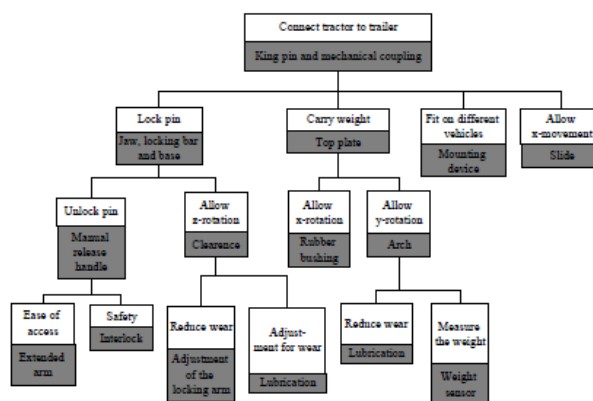 Connect tractor to trailer
King pin and mechanical coupling
Lock pin
Jaw, locking bar
and base
Carry weight
Top plate
Fit on different
vehicles
Mounting
device
Allow
x-movement
Slide
Unlock pin
Manual
release
handle
Allow
z-rotation
Clearence
Allow
x-rotation
Rubber
bushing
Allow
y-rotation
Arch
Ease of
access
Extended
arm
Safety
Interlock
Reduce wear
Adjustment
of the
locking arm
Adjust-
ment for wear
Lubrication
Reduce wear
Lubrication
Measure
the weight
Weight
sensor